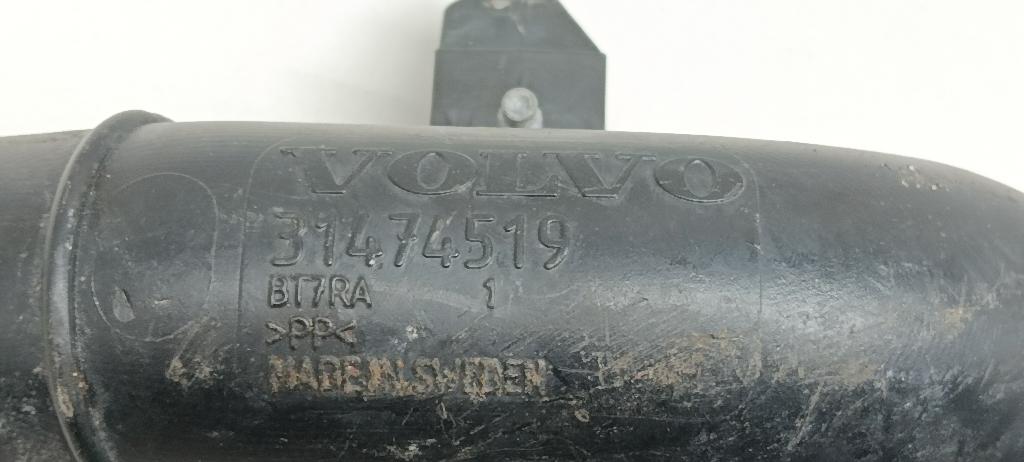 VOLVO
31474519
BT7RA 1
>PP<
MADE IN SWEDEN